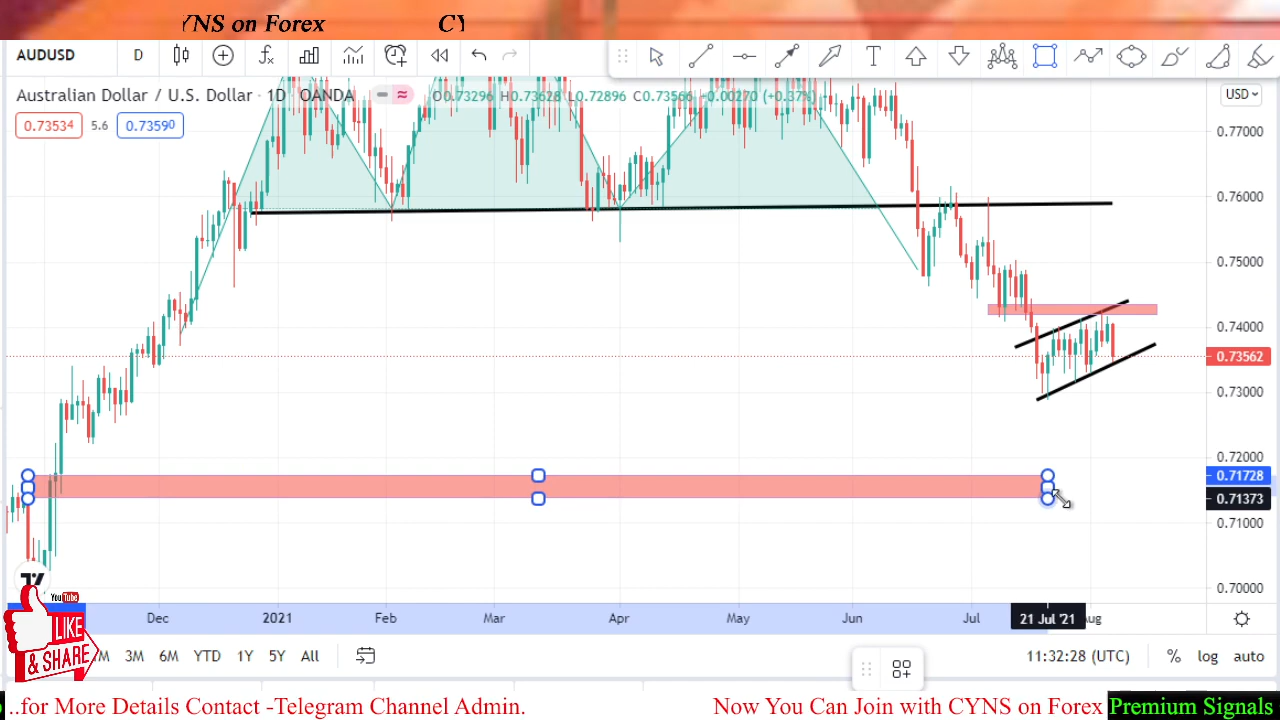 YNS on Forex CY
AUDUSD D
Australian Dollar / U.S. Dollar · 1D · OANDA O0.73296 H0.73628 L0.72896 C0.73566 +0.00270 (+0.37%)
USD
0.73534 5.6 0.73590
0.77000
0.76000
0.75000
0.74000
0.73562
0.73000
0.72000
0.71728
0.71373
0.71000
0.70000
Dec 2021 Feb Mar Apr May Jun Jul 21 Jul '21 Aug
YouTube
LIKE
& SHARE
M 3M 6M YTD 1Y 5Y All 11:32:28 (UTC) % log auto
..for More Details Contact -Telegram Channel Admin. Now You Can Join with CYNS on Forex Premium Signals